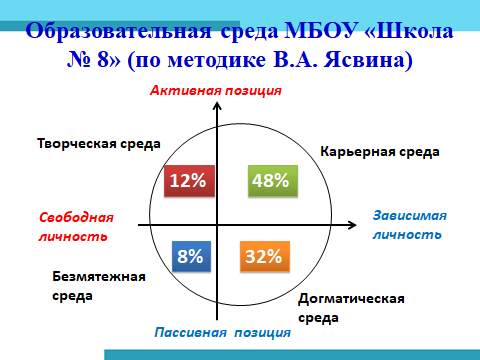 Образовательная среда МБОУ «Школа
№ 8» (по методике В.А. Ясвина)
Активная позиция
Творческая среда
Карьерная среда
12%
48%
Свободная
личность
Зависимая
личность
8%
32%
Безмятежная
среда
Догматическая
среда
Пассивная позиция